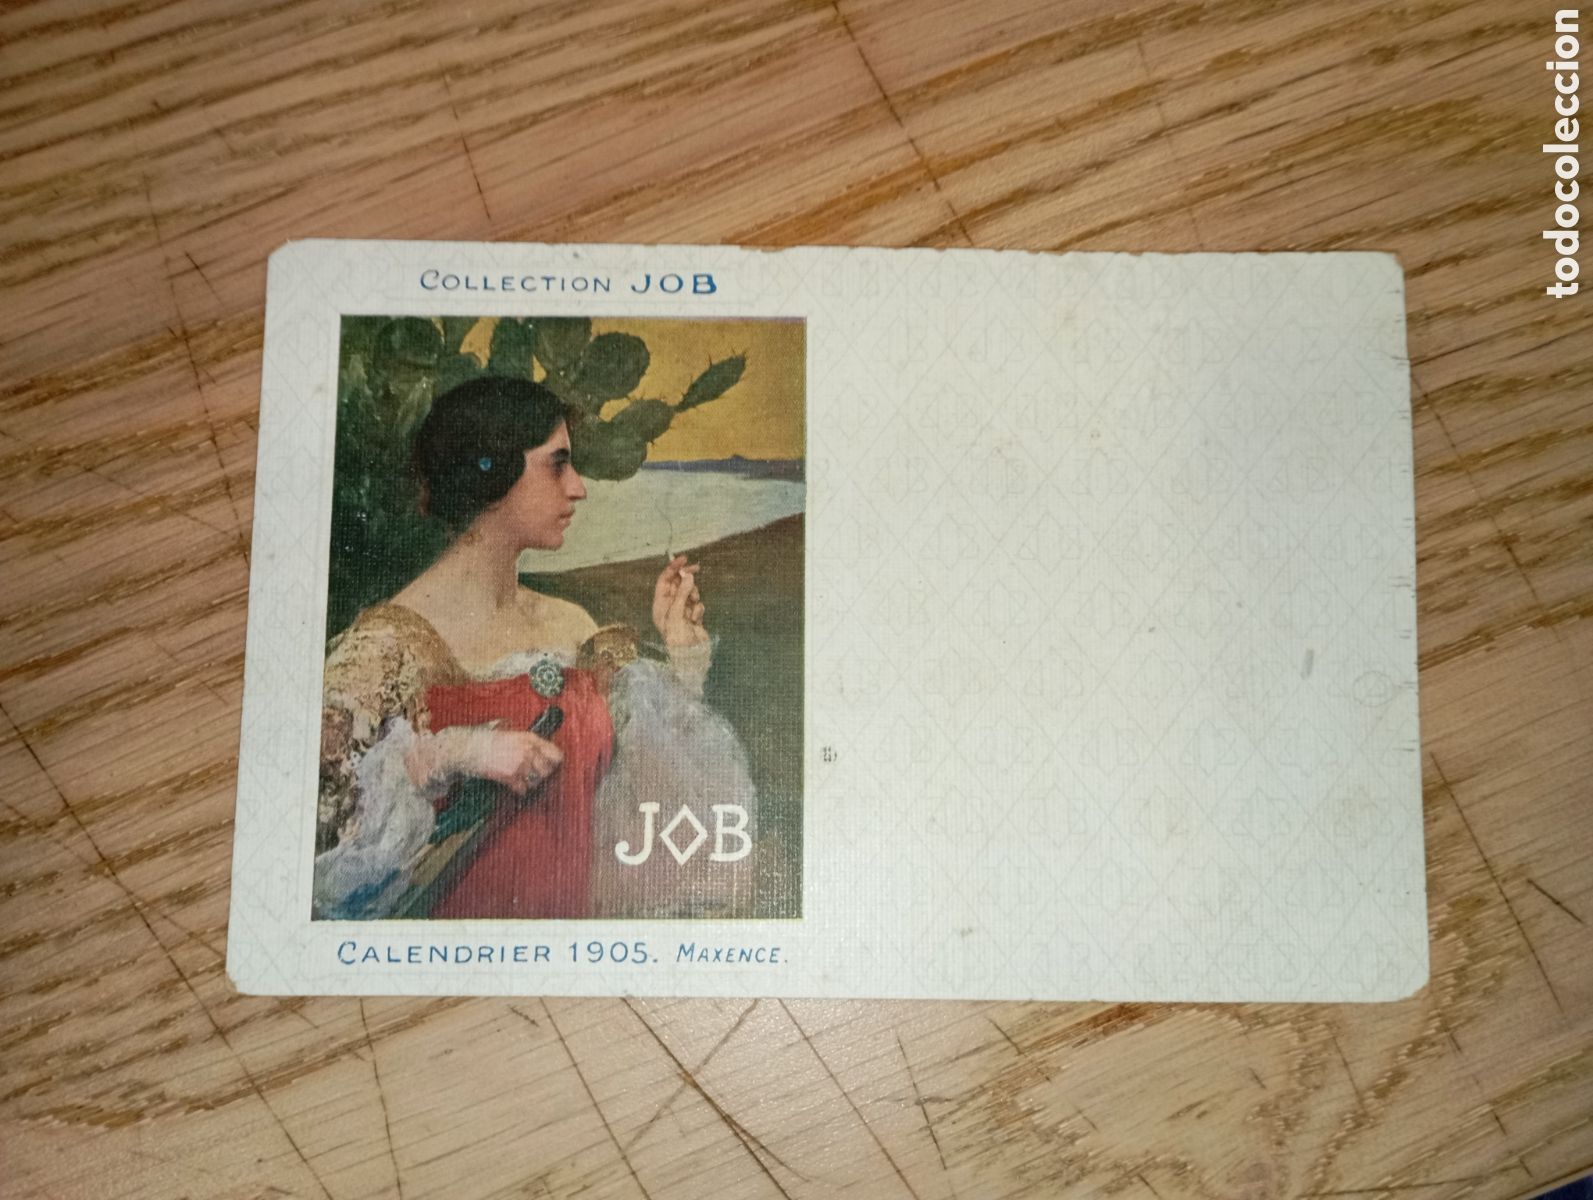 COLLECTION JOB
JOB
CALENDRIER 1905. MAXENCE.
todocoleccion